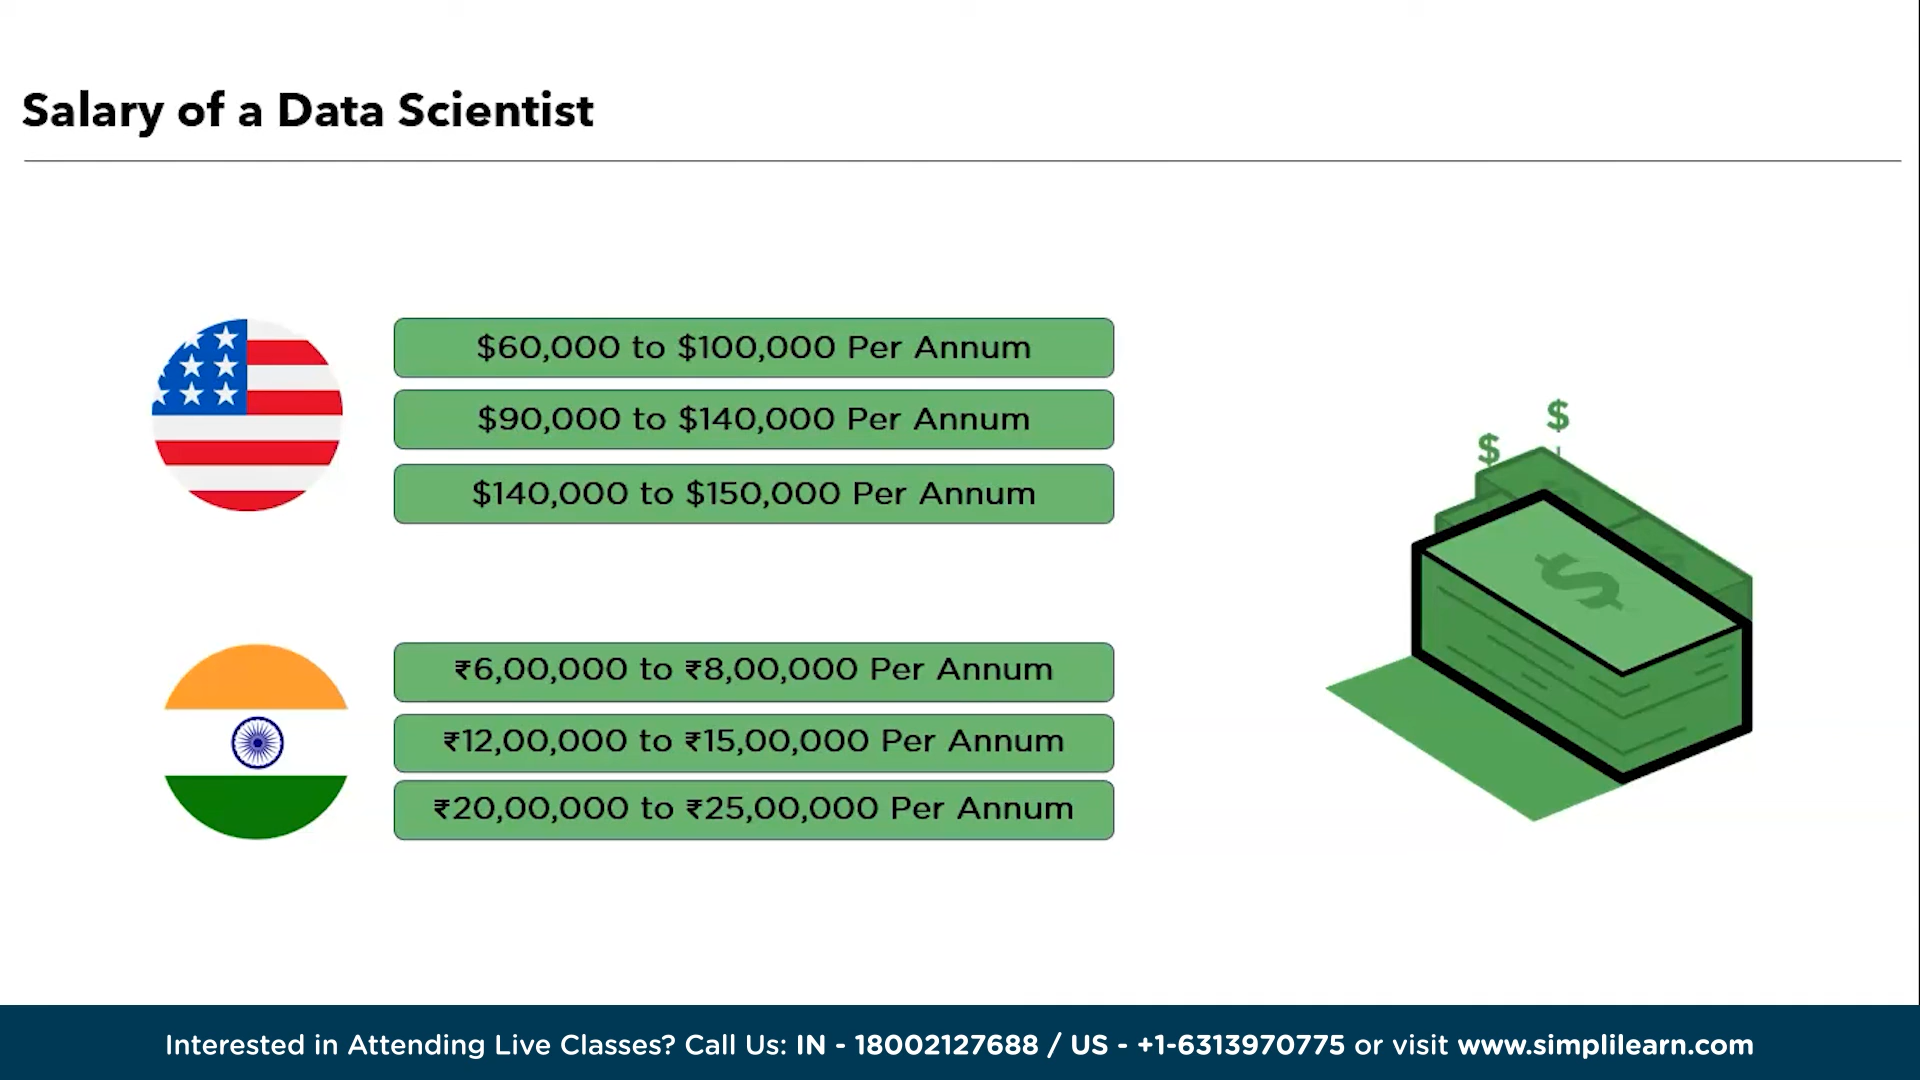 Salary of a Data Scientist
$60,000 to $100,000 Per Annum
$90,000 to $140,000 Per Annum
$140,000 to $150,000 Per Annum
₹6,00,000 to ₹8,00,000 Per Annum
₹12,00,000 to ₹15,00,000 Per Annum
₹20,00,000 to ₹25,00,000 Per Annum
$
$
$
Interested in Attending Live Classes? Call Us: IN - 18002127688 / US - +1-6313970775 or visit www.simplilearn.com